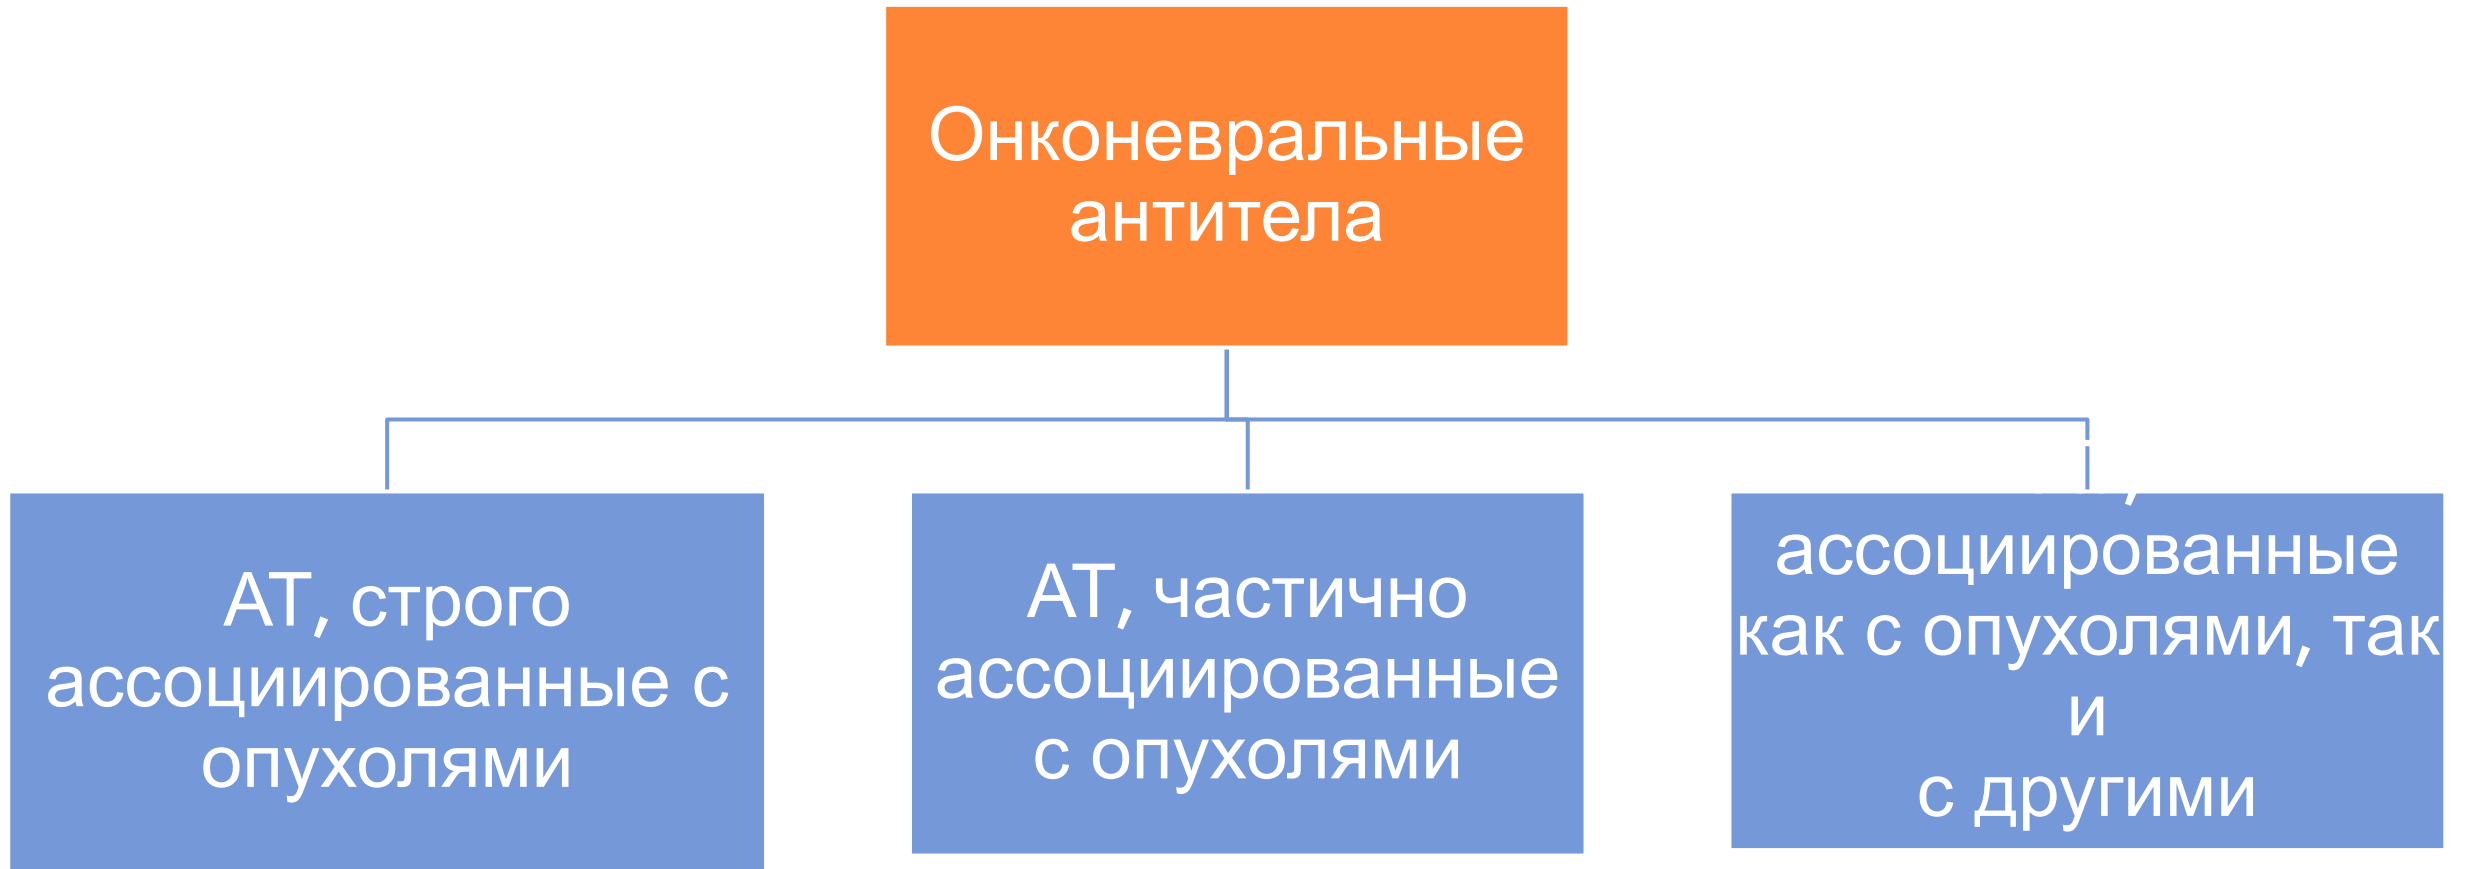 Онконевральные
антитела
АТ, строго
ассоциированные с
опухолями
АТ, частично
ассоциированные
с опухолями
ассоциированные
как с опухолями, так
и
с другими